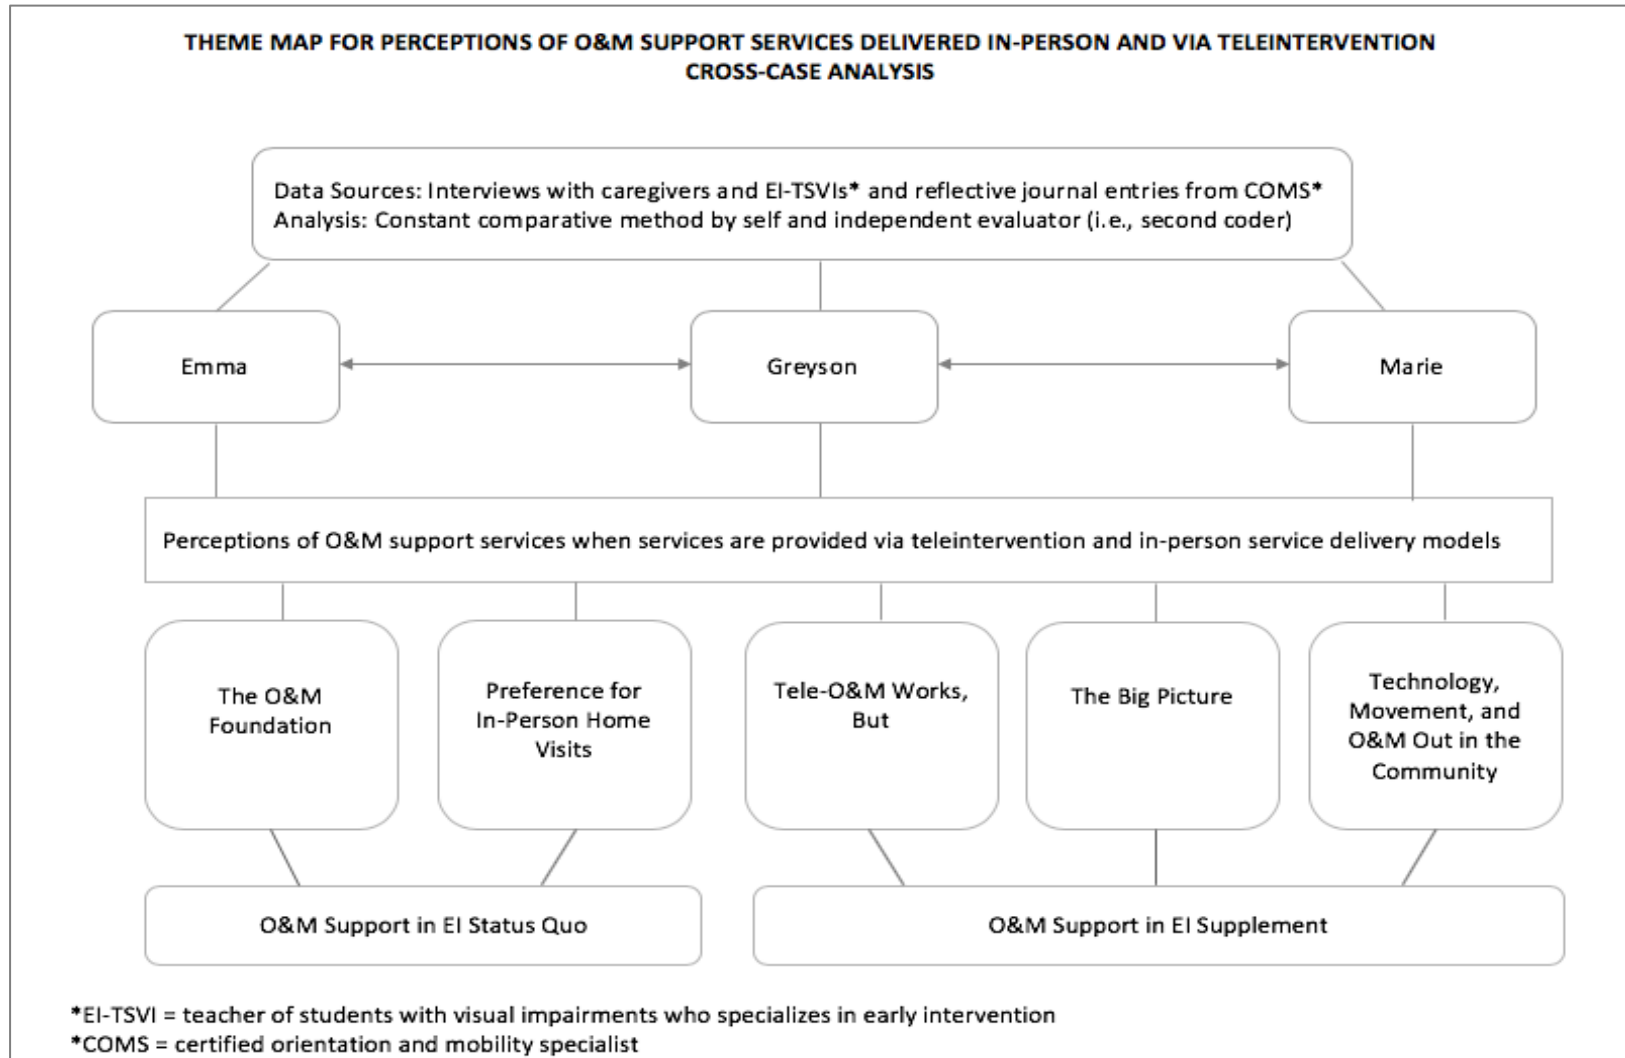 THEME MAP FOR PERCEPTIONS OF O&M SUPPORT SERVICES DELIVERED IN-PERSON AND VIA TELEINTERVENTION
CROSS-CASE ANALYSIS
Data Sources: Interviews with caregivers and EI-TSVIs* and reflective journal entries from COMS*
Analysis: Constant comparative method by self and independent evaluator (i.e., second coder)
Emma
Greyson
Marie
Perceptions of O&M support services when services are provided via teleintervention and in-person service delivery models
The O&M
Foundation
Preference for
In-Person Home
Visits
Tele-O&M Works,
But
The Big Picture
Technology,
Movement, and
O&M Out in the
Community
O&M Support in EI Status Quo
O&M Support in EI Supplement
*EI-TSVI = teacher of students with visual impairments who specializes in early intervention
*COMS = certified orientation and mobility specialist